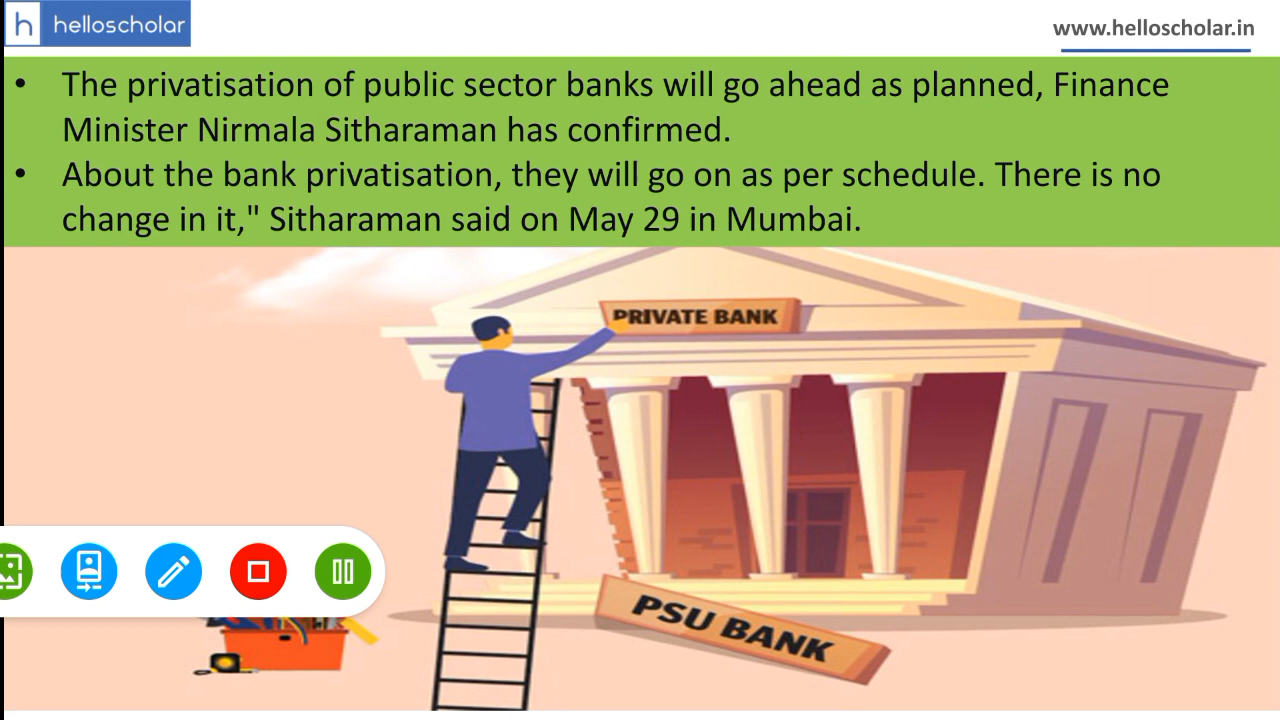 h helloscholar
www.helloscholar.in
• The privatisation of public sector banks will go ahead as planned, Finance
Minister Nirmala Sitharaman has confirmed.
• About the bank privatisation, they will go on as per schedule. There is no
change in it," Sitharaman said on May 29 in Mumbai.
PRIVATE BANK
PSU BANK